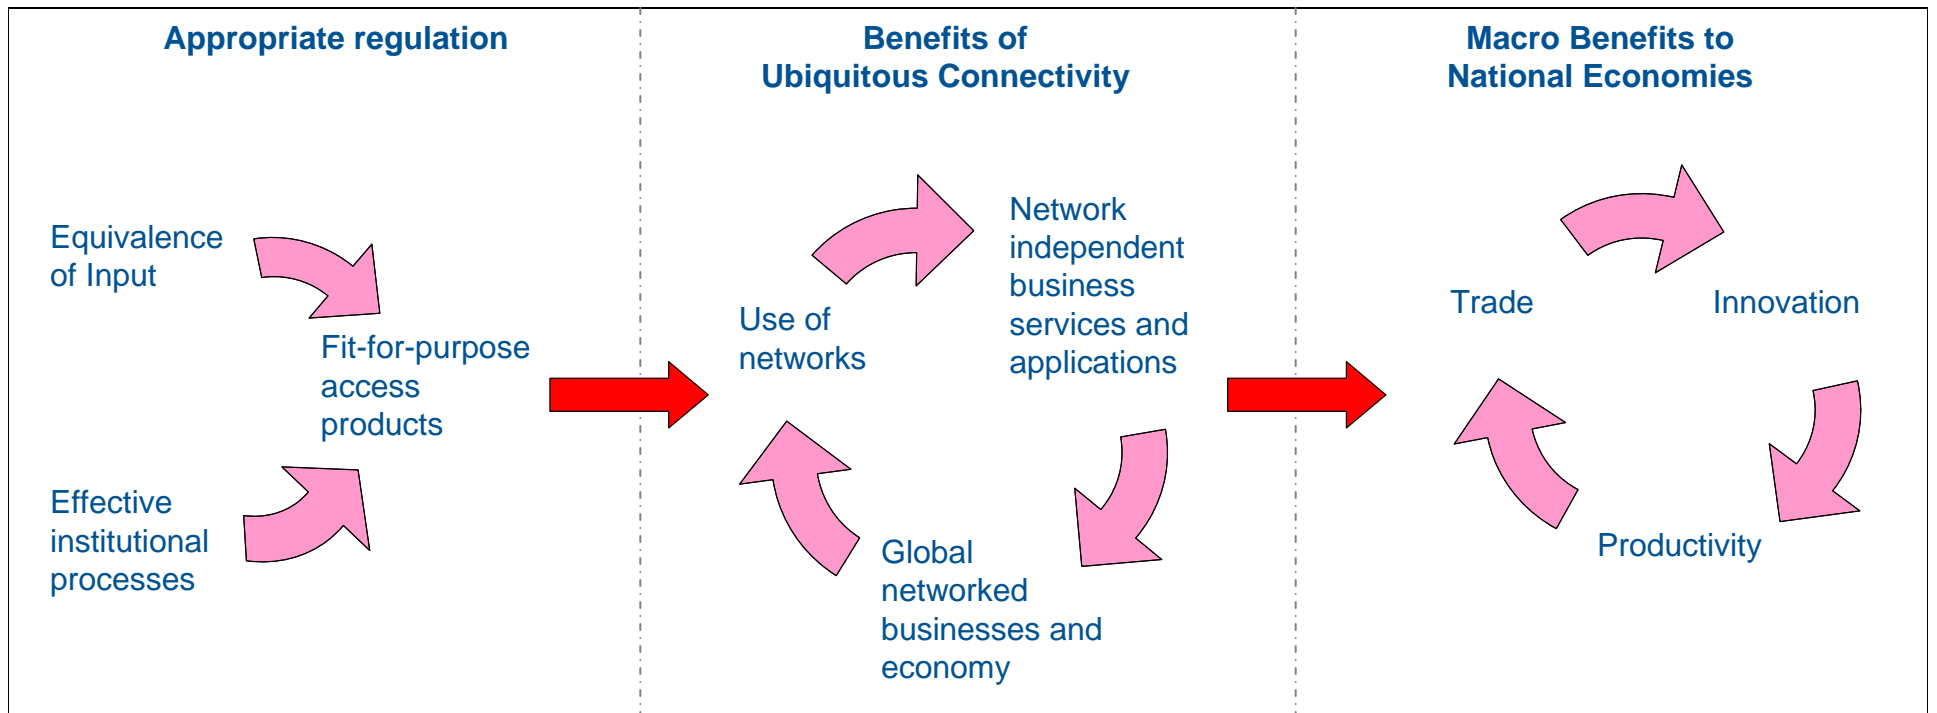 Appropriate regulation
Equivalence
of Input
Fit-for-purpose
access
products
Effective
institutional
processes
Benefits of
Ubiquitous Connectivity
Use of
networks
Network
independent
business
services and
applications
Global
networked
businesses and
economy
Macro Benefits to
National Economies
Trade
Innovation
Productivity